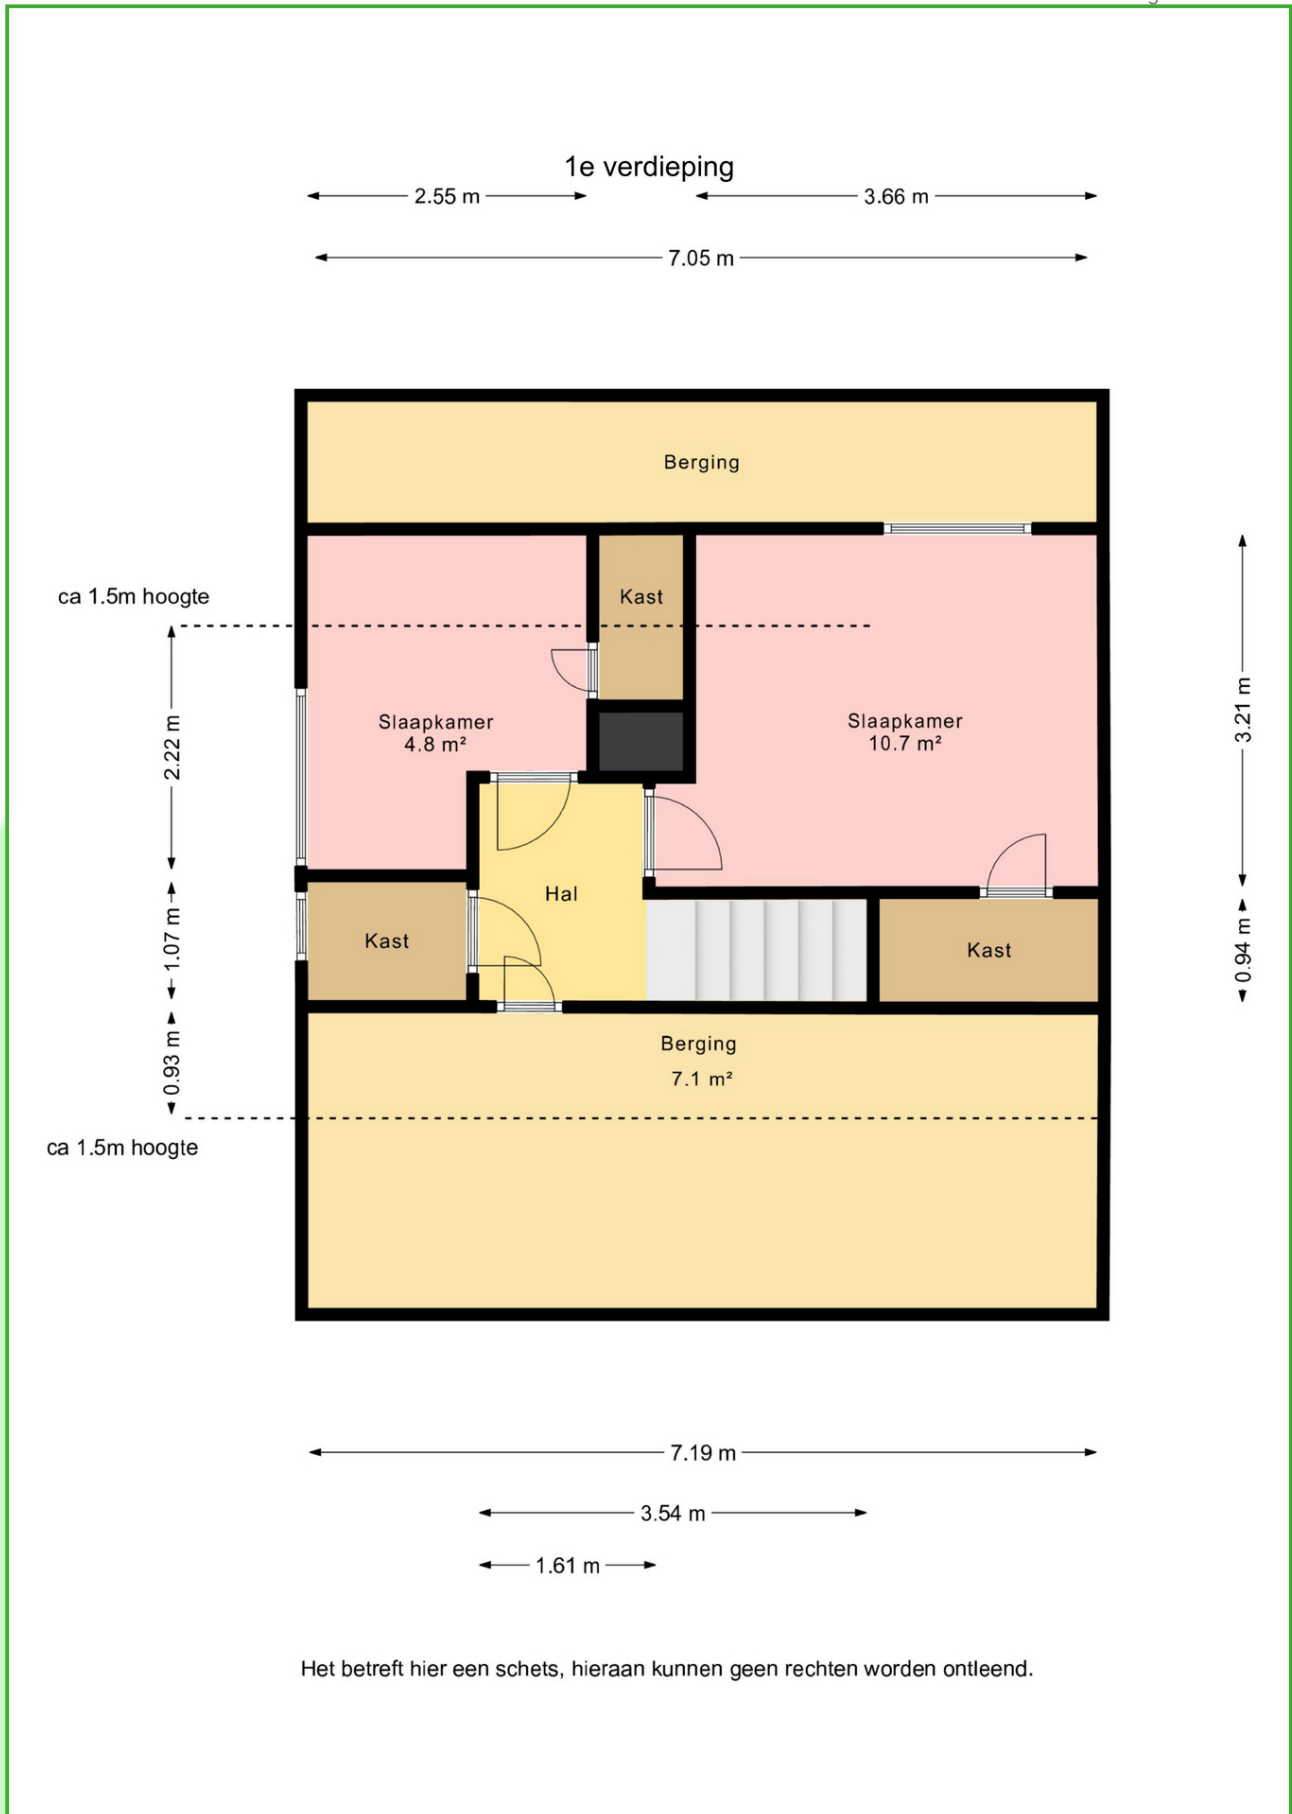 1e verdieping
2.55 m
3.66 m
7.05 m
Berging
ca 1.5m hoogte
Kast
2.22 m
Slaapkamer
4.8 m²
Slaapkamer
10.7 m²
3.21 m
Hal
1.07 m
Kast
Kast
0.94 m
0.93 m
Berging
7.1 m²
ca 1.5m hoogte
7.19 m
3.54 m
1.61 m
Het betreft hier een schets, hieraan kunnen geen rechten worden ontleend.